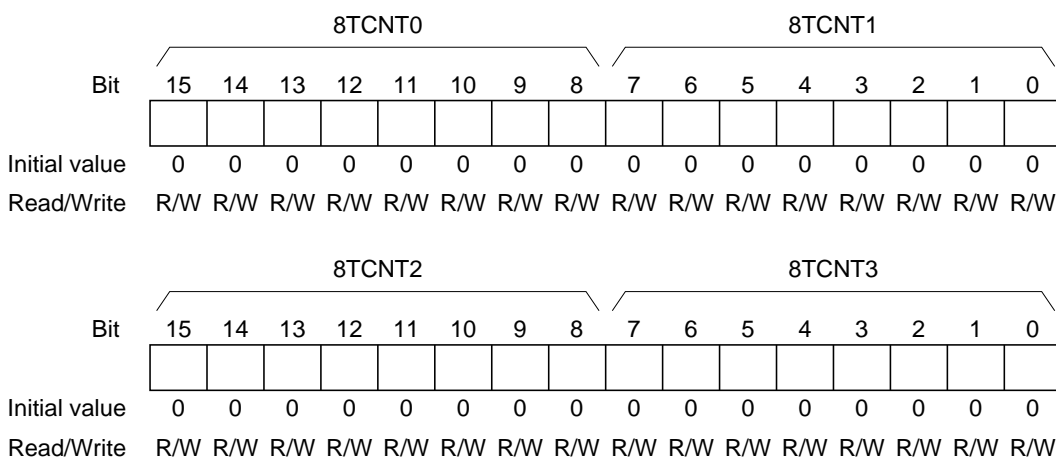 8TCNT0 8TCNT1
Bit 15 14 13 12 11 10 9 8 7 6 5 4 3 2 1 0
Initial value 0 0 0 0 0 0 0 0 0 0 0 0 0 0 0 0
Read/Write R/W R/W R/W R/W R/W R/W R/W R/W R/W R/W R/W R/W R/W R/W R/W R/W
8TCNT2 8TCNT3
Bit 15 14 13 12 11 10 9 8 7 6 5 4 3 2 1 0
Initial value 0 0 0 0 0 0 0 0 0 0 0 0 0 0 0 0
Read/Write R/W R/W R/W R/W R/W R/W R/W R/W R/W R/W R/W R/W R/W R/W R/W R/W